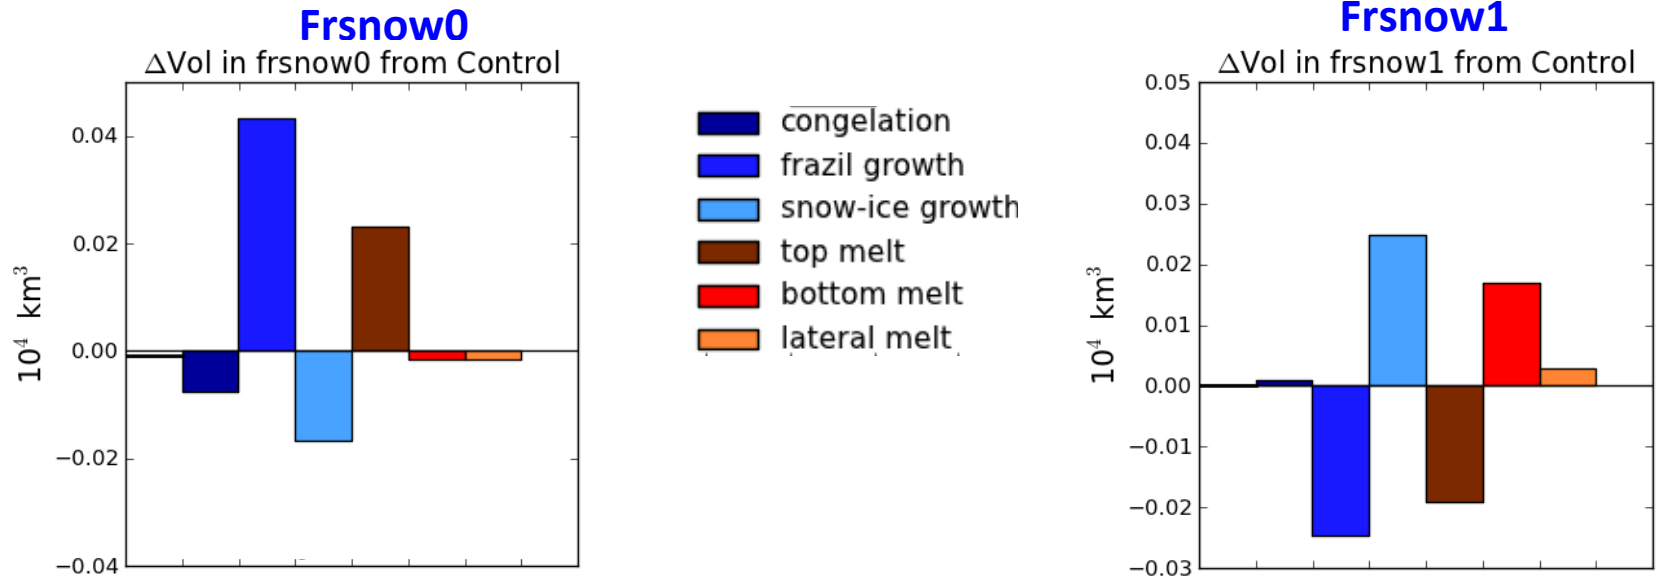 Frsnow0
ΔVol in frsnow0 from Control
0.04
0.02
0.00
−0.02
−0.04
10⁴ km³
congelation
frazil growth
snow-ice growth
top melt
bottom melt
lateral melt
Frsnow1
ΔVol in frsnow1 from Control
0.05
0.04
0.03
0.02
0.01
0.00
−0.01
−0.02
−0.03
10⁴ km³